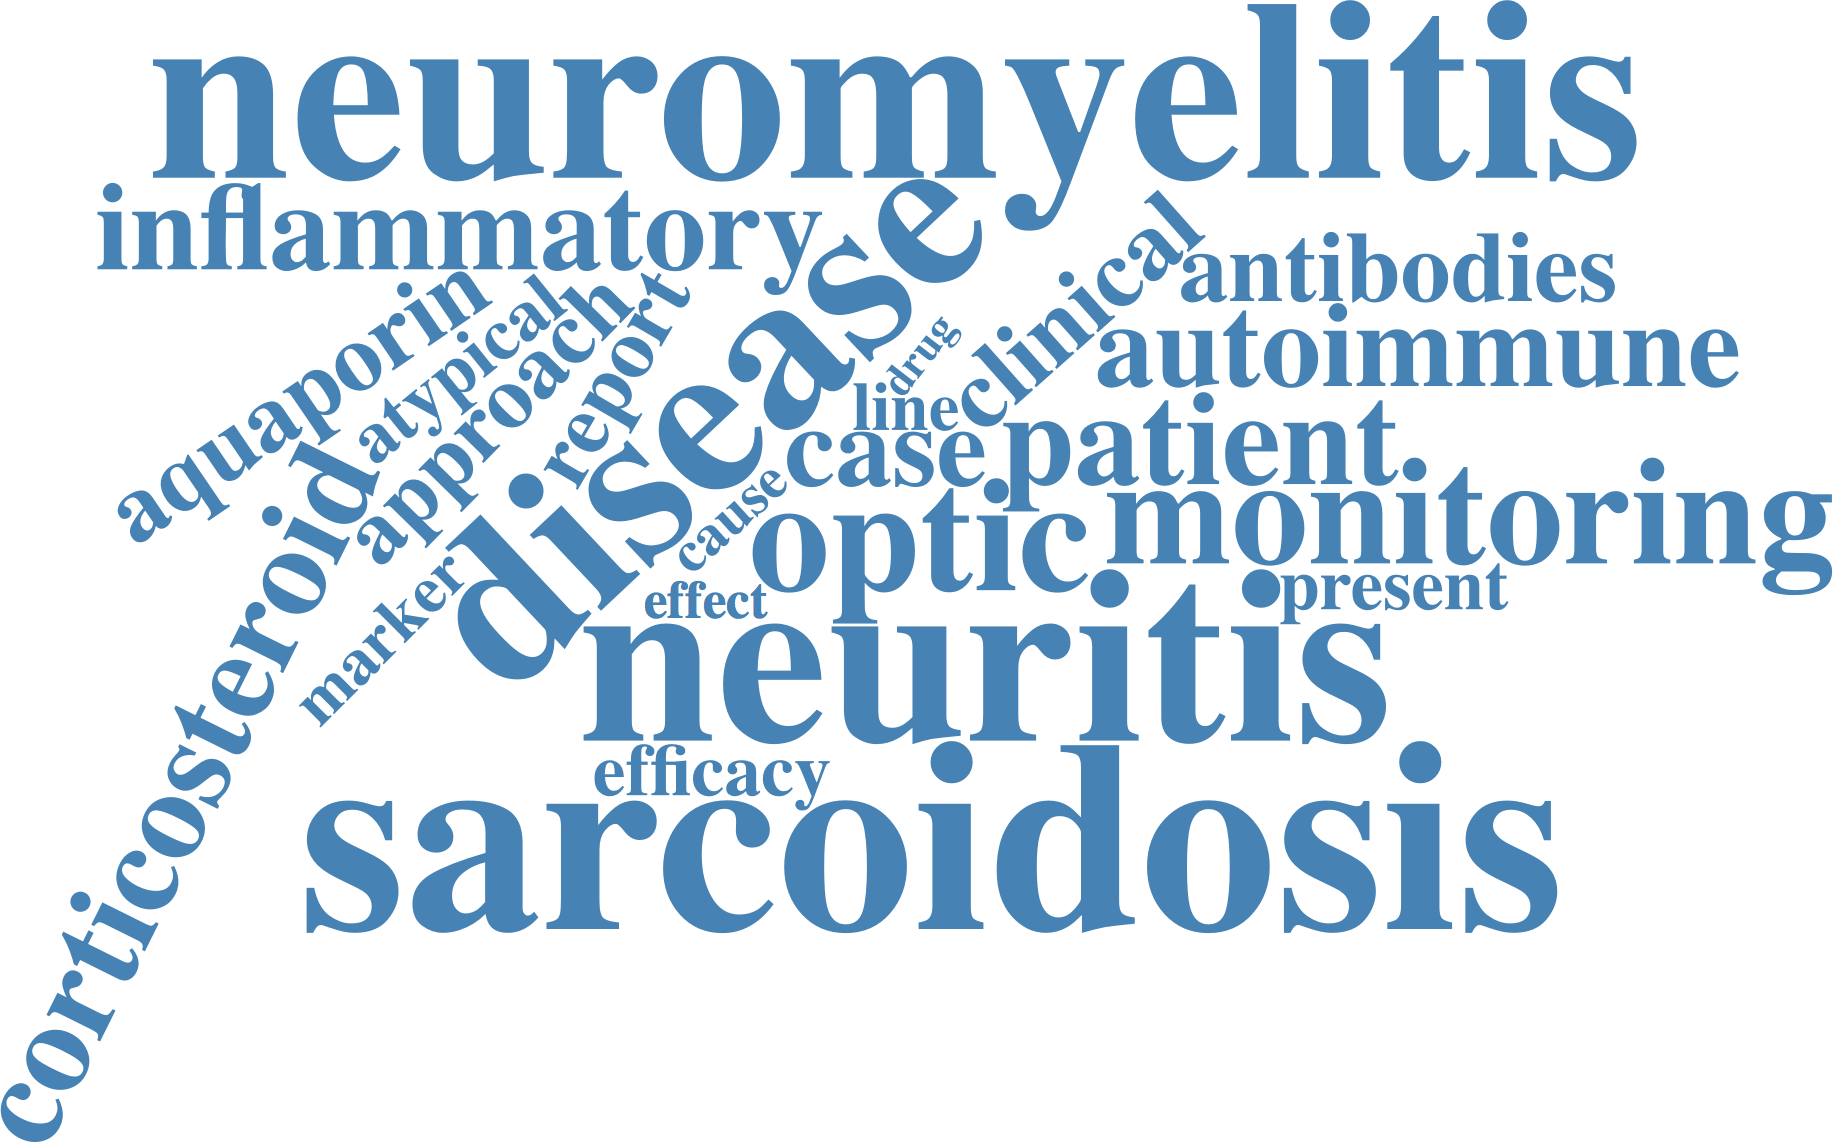 neuromyelitis
inflammatory
disease
clinical
antibodies
aquaporin
atypical
approach
report
drug
autoimmune
line
case
patient
corticosteroid
cause
optic
monitoring
marker
effect
present
neuritis
efficacy
sarcoidosis